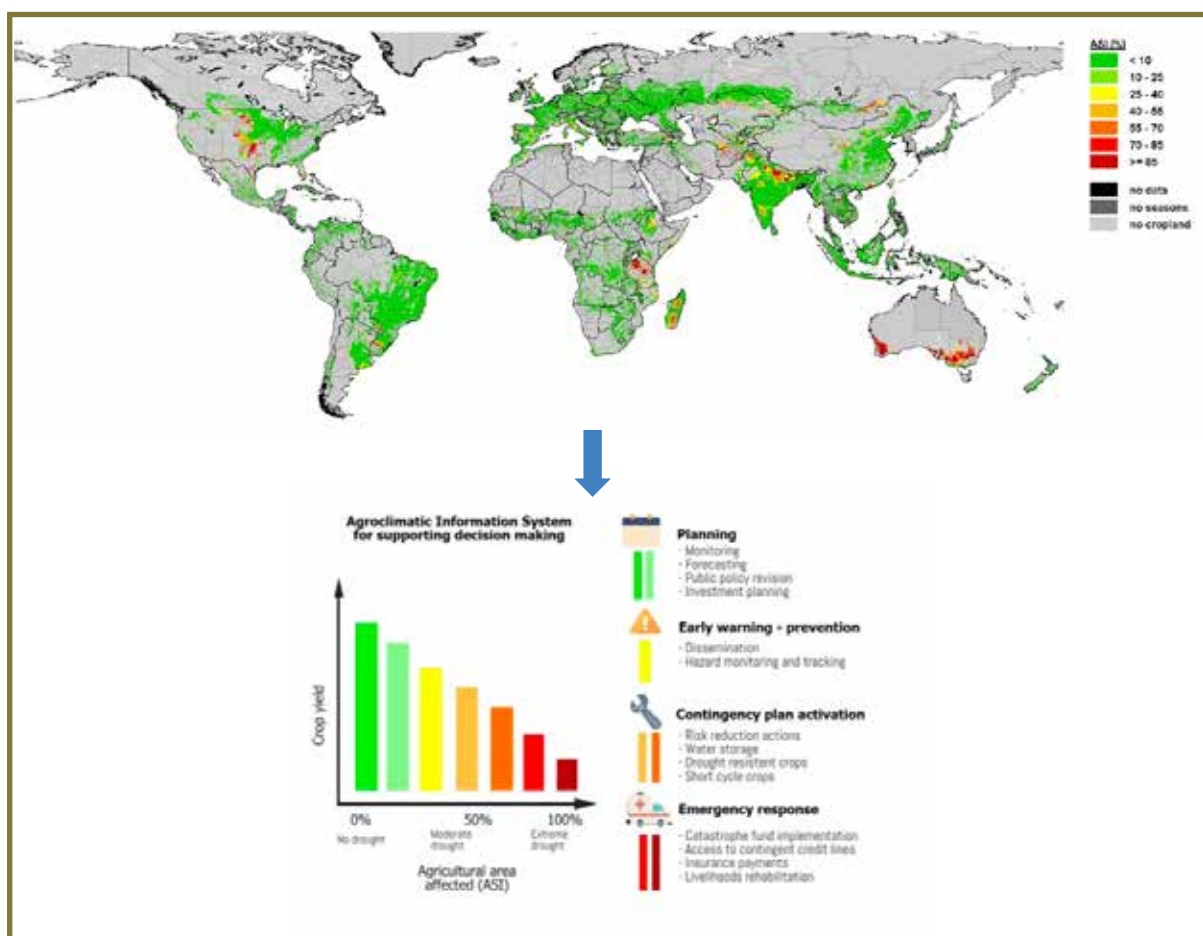 ASI (%)
< 10
10 - 25
25 - 40
40 - 55
55 - 70
70 - 85
>= 85
no data
no seasons
no cropland
Agroclimatic Information System
for supporting decision making
Crop yield
0%
50%
100%
No drought
Moderate
drought
Extreme
drought
Agricultural area
affected (ASI)
Planning
- Monitoring
- Forecasting
- Public policy revision
- Investment planning
Early warning - prevention
- Dissemination
- Hazard monitoring and tracking
Contingency plan activation
- Risk reduction actions
- Water storage
- Drought resistent crops
- Short cycle crops
Emergency response
- Catastrophe fund implementation
- Access to contingent credit lines
- Insurance payments
- Livelihoods rehabilitation